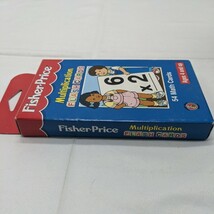 Fisher-Price
Multiplication
FLASH CARDS
6
x 2
54 Math Cards
Fisher-Price
Multiplication
FLASH CARDS